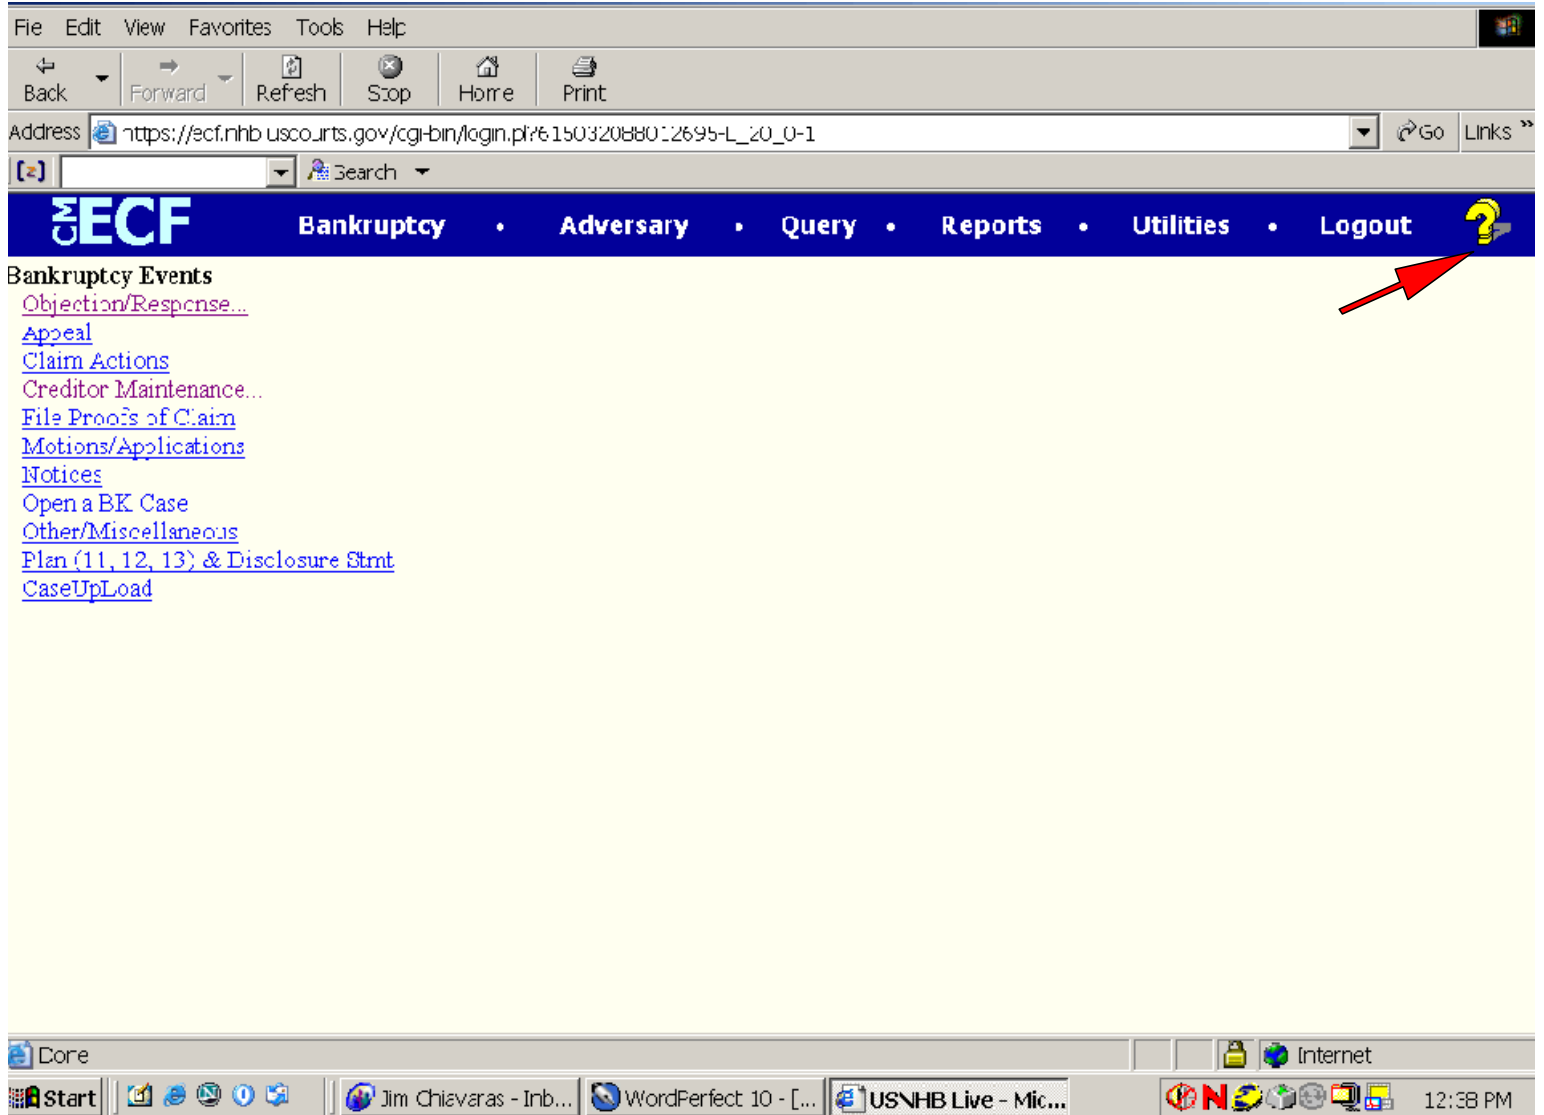 File Edit View Favorites Tools Help
Back Forward Refresh Stop Home Print
Address https://ecf.nhb.uscourts.gov/cgi-bin/login.pl?615032088012695-L_20_0-1 Go Links »
[z] Search
CM ECF Bankruptcy • Adversary • Query • Reports • Utilities • Logout ?
Bankruptcy Events
Objection/Response...
Appeal
Claim Actions
Creditor Maintenance...
File Proofs of Claim
Motions/Applications
Notices
Open a BK Case
Other/Miscellaneous
Plan (11, 12, 13) & Disclosure Stmt
CaseUpLoad
Done Internet
Start Jim Chiavaras - Inb... WordPerfect 10 - [... USNHB Live - Mic... N 12:38 PM